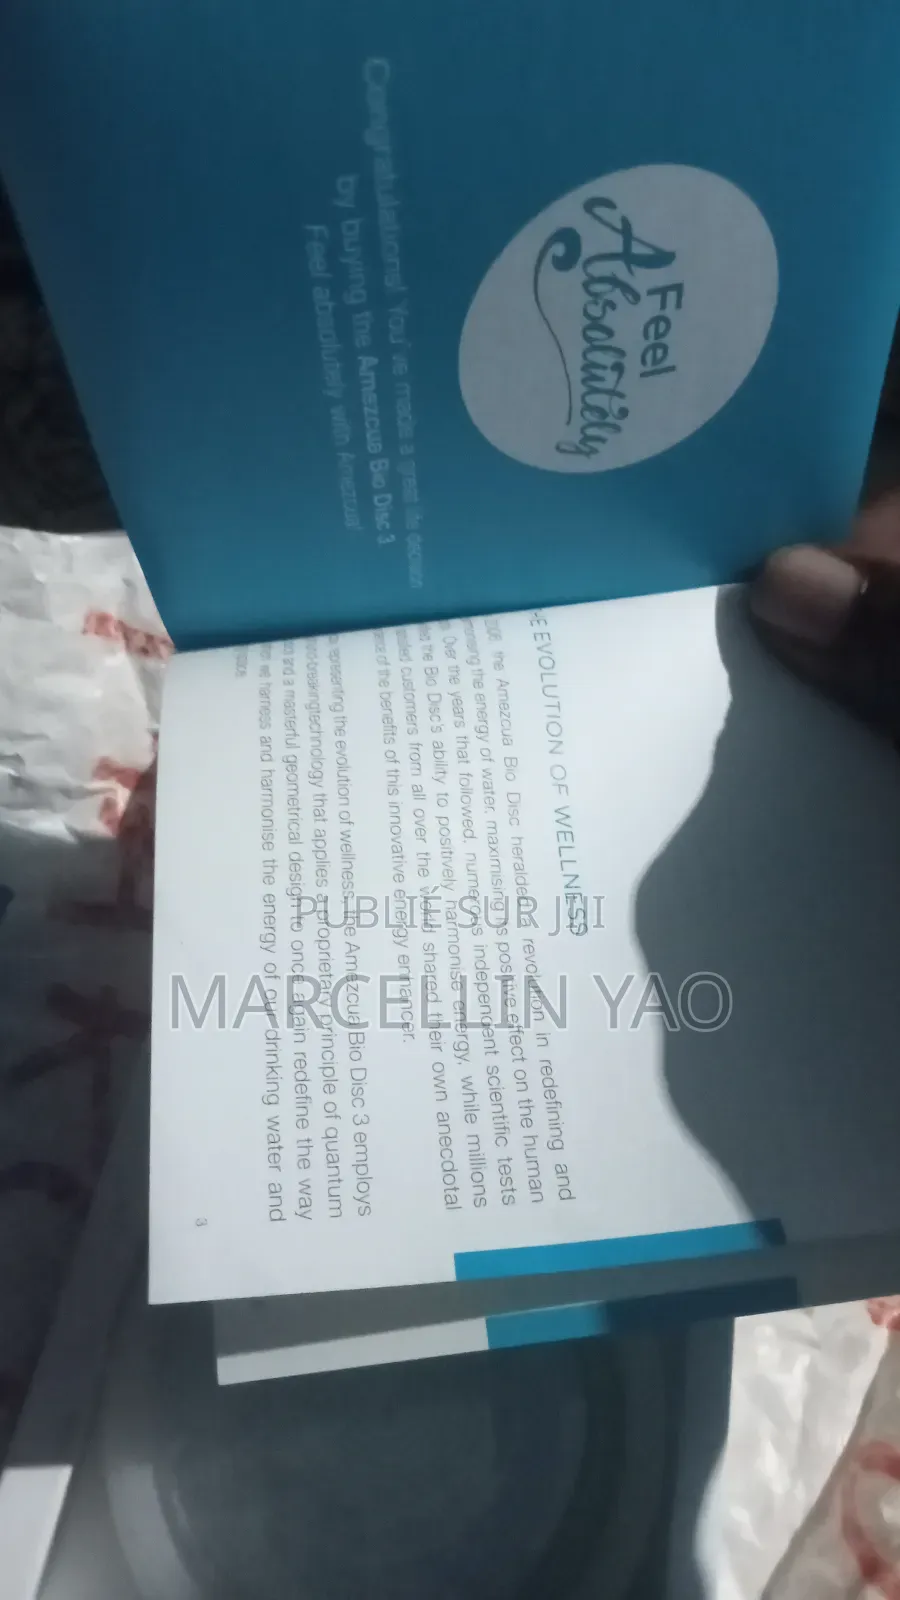 Feel
Absolutely
Congratulations! You've made a great life decision
by buying the Amezcua Bio Disc 3.
Feel absolutely with Amezcua!
EVOLUTION OF WELLNESS
the Amezcua Bio Disc heralded a revolution in redefining and
the energy of water, maximising its positive effect on the human
Over the years that followed, numerous independent scientific tests
the Bio Disc's ability to positively harmonise energy, while millions
customers from all over the world shared their own anecdotal
of the benefits of this innovative energy enhancer.
representing the evolution of wellness, the Amezcua Bio Disc 3 employs
technology that applies a proprietary principle of quantum
and a masterful geometrical design to once again redefine the way
we harness and harmonise the energy of our drinking water and
3
PUBLIÉ SUR JIJI
MARCELLIN YAO